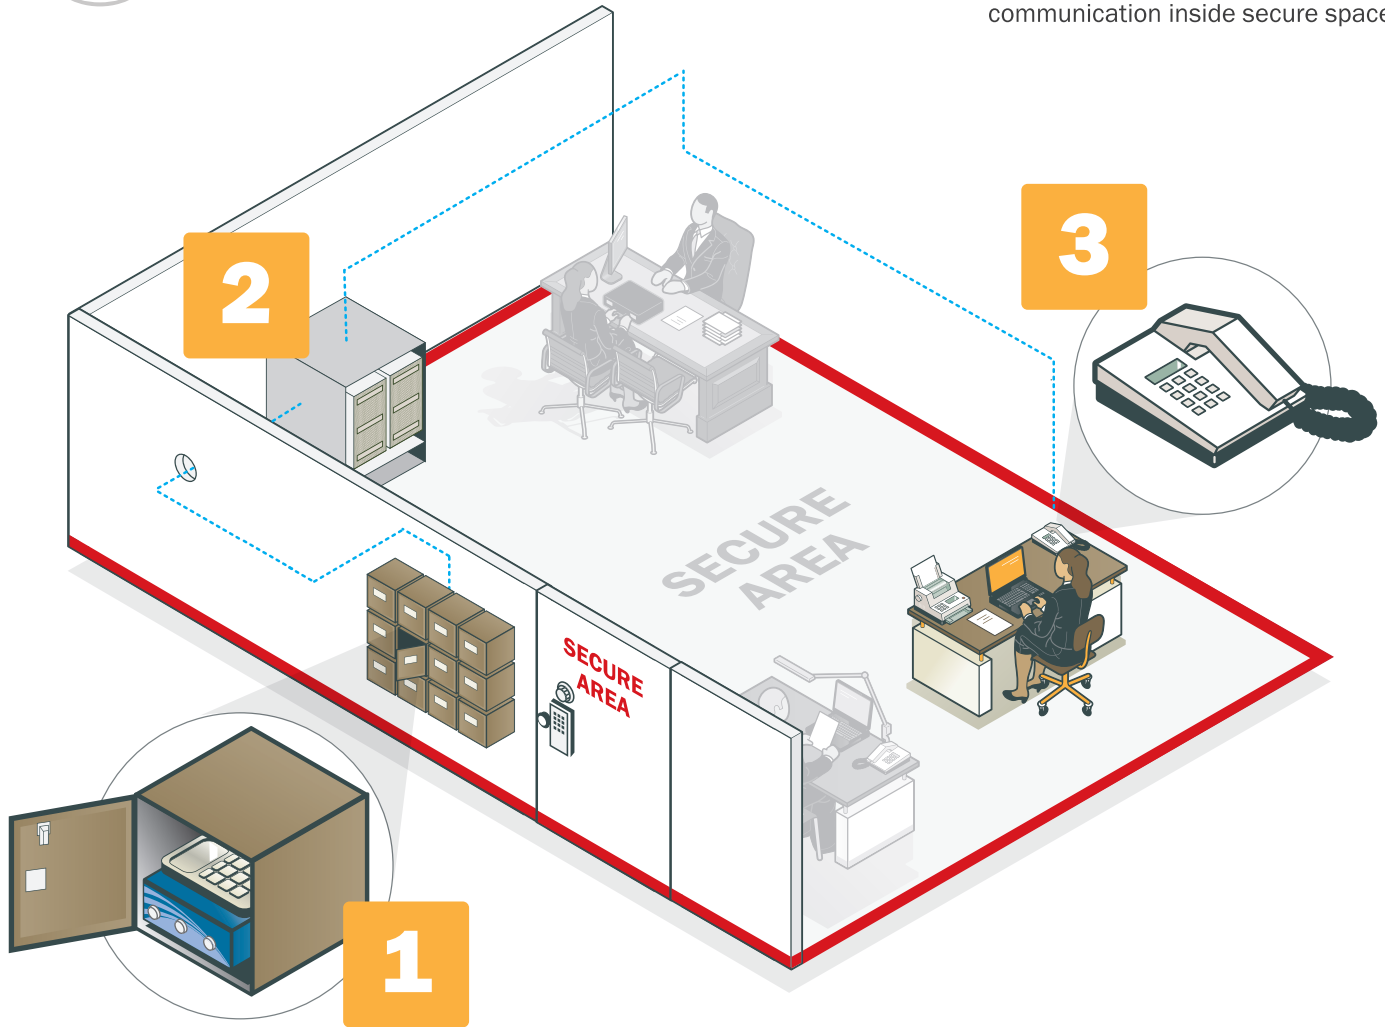 communication inside secure space
2
3
SECURE
AREA
SECURE
AREA
1